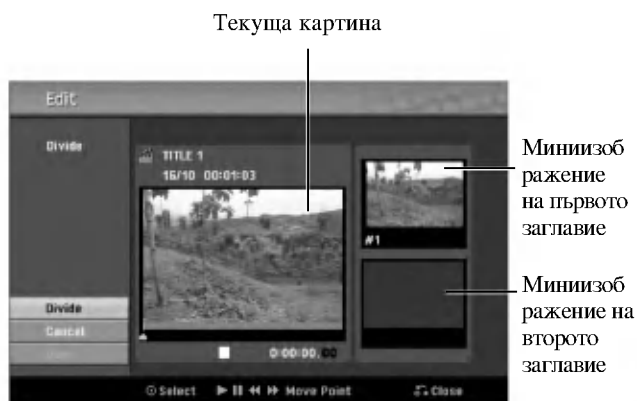 Текуща картина
Edit
Divide
TITLE 1
16/10 00:01:03
#1
Миниизоб
ражение
на първото
заглавие
Миниизоб
ражение на
второто
заглавие
Divide
Cancel
0:00:00.00
Select
Move Point
Close